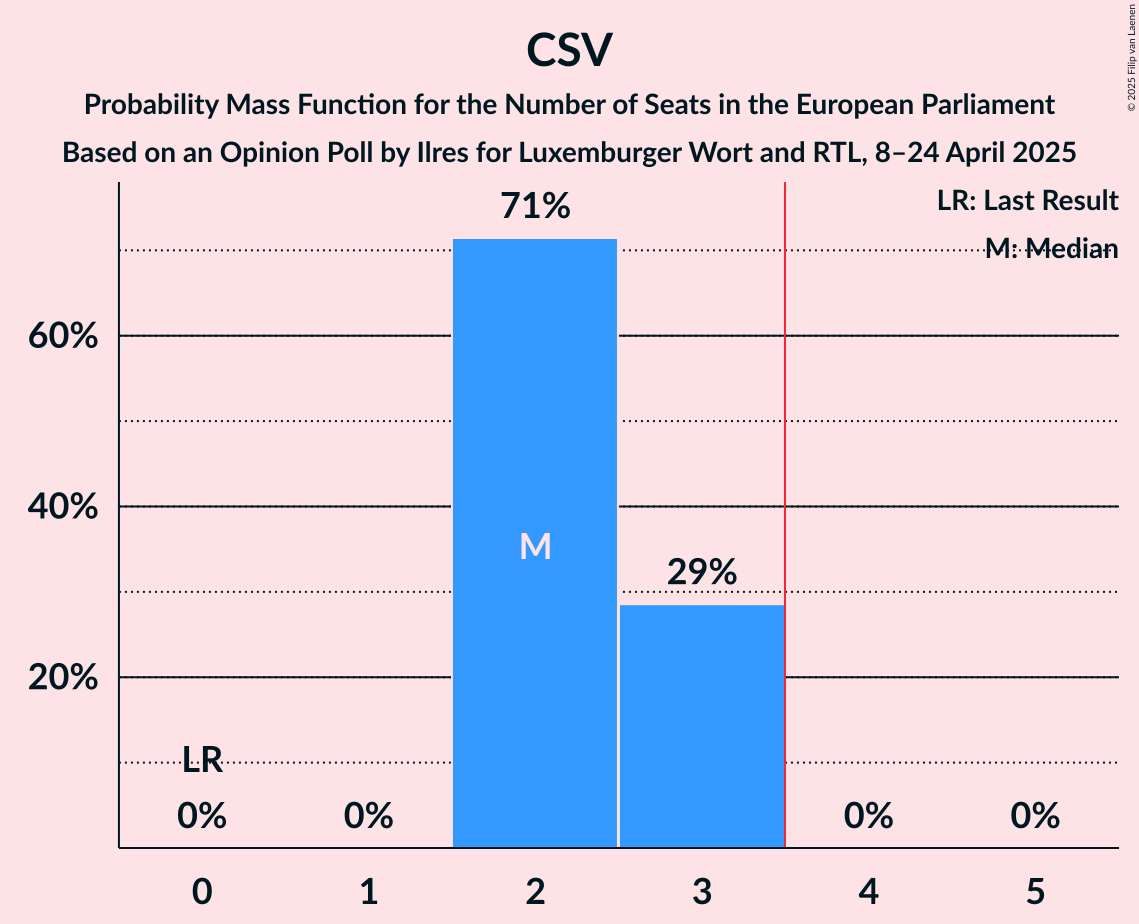 CSV
Probability Mass Function for the Number of Seats in the European Parliament
Based on an Opinion Poll by Ilres for Luxemburger Wort and RTL, 8–24 April 2025
© 2025 Filip van Laenen
LR: Last Result
M: Median
71%
60%
40%
M
29%
20%
LR
0%
0%
0%
0%
0
1
2
3
4
5